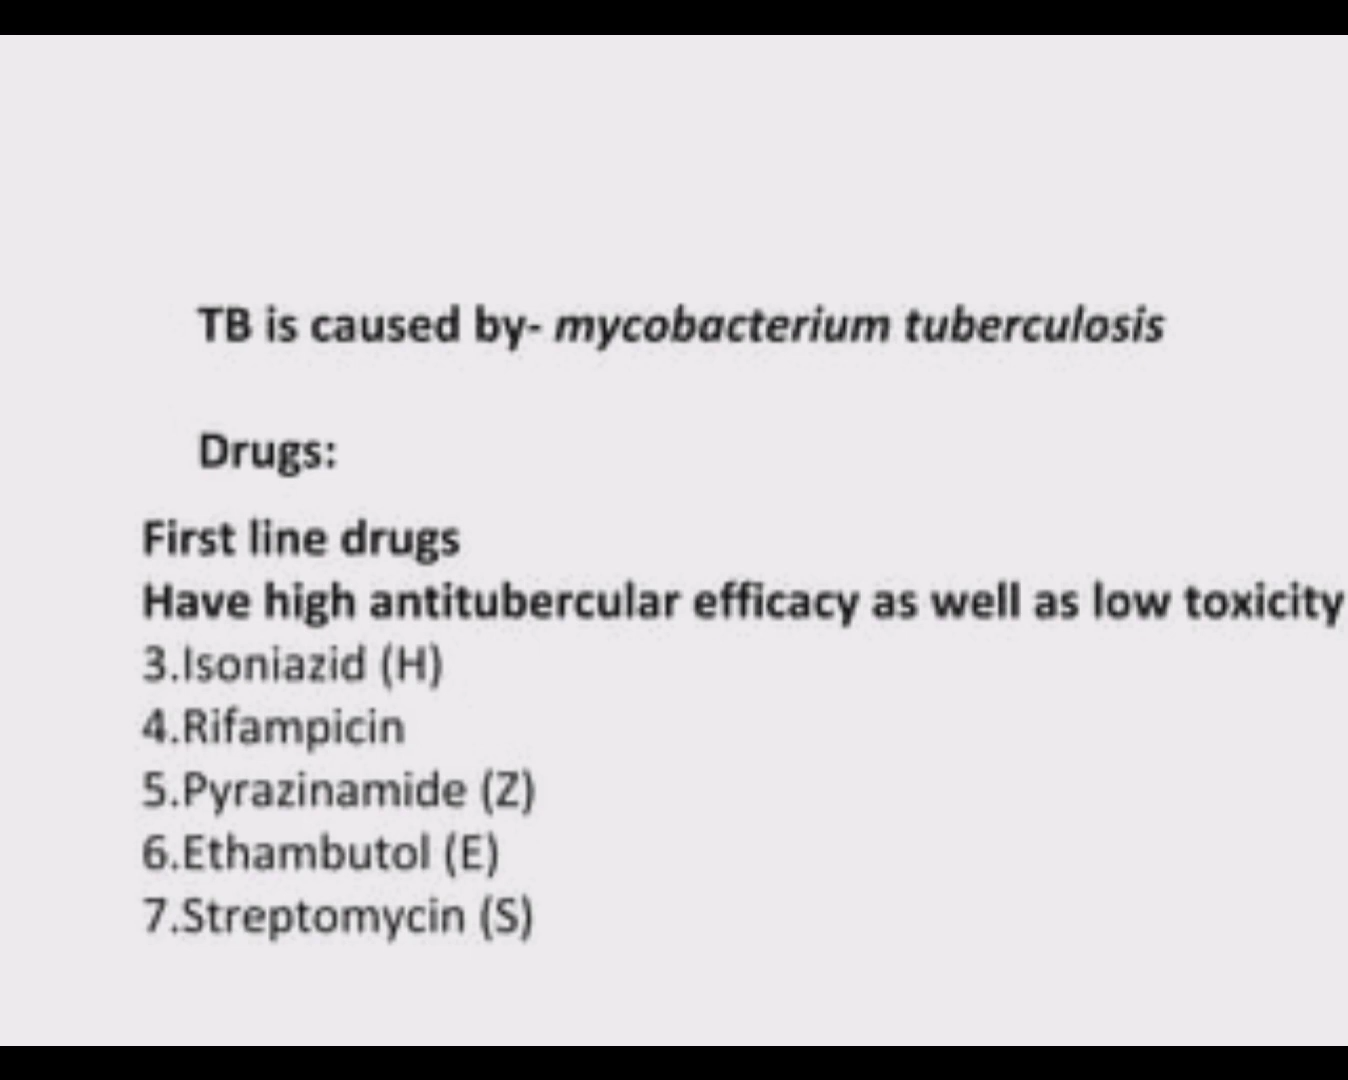 TB is caused by- mycobacterium tuberculosis
Drugs:
First line drugs
Have high antitubercular efficacy as well as low toxicity
3.Isoniazid (H)
4.Rifampicin
5.Pyrazinamide (Z)
6.Ethambutol (E)
7.Streptomycin (S)